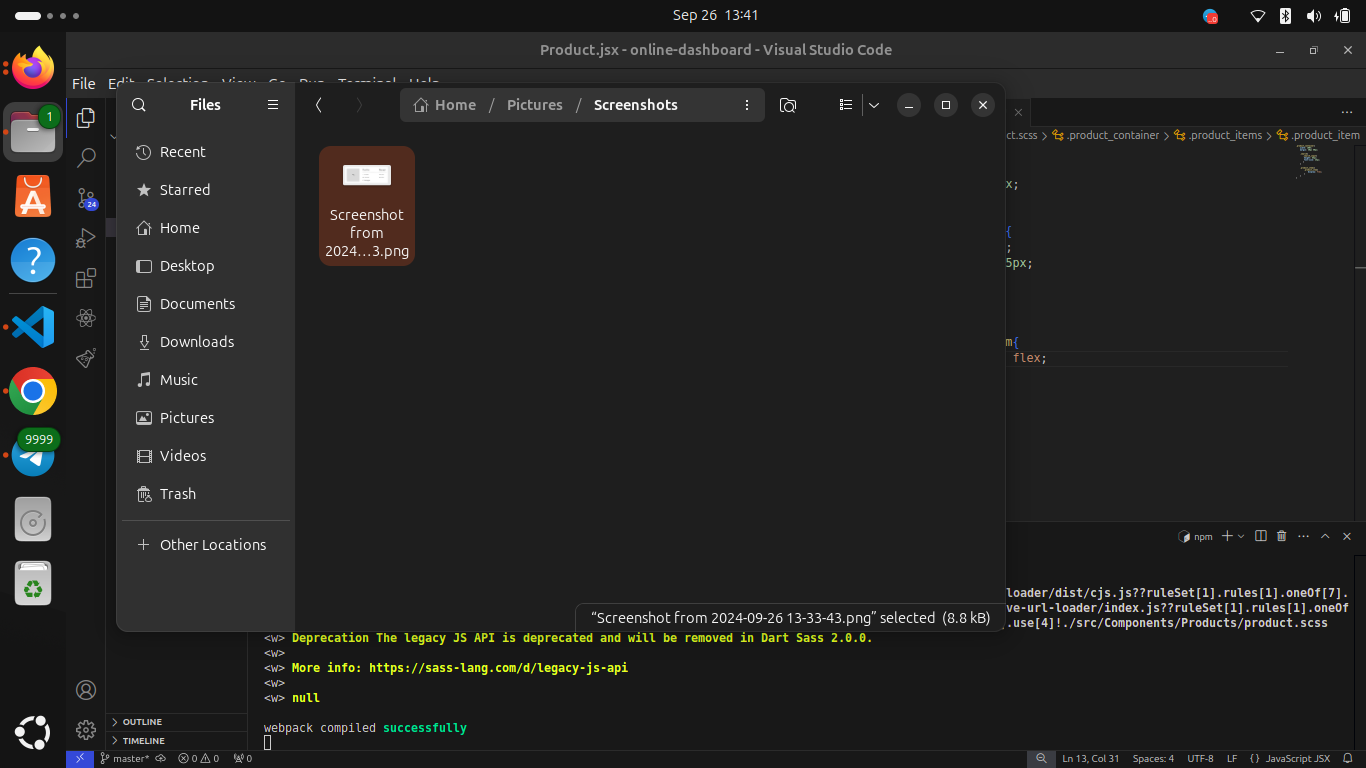 Sep 26 13:41
Product.jsx - online-dashboard - Visual Studio Code
File Edit Selection View Go Run Terminal Help
1
Files
Home / Pictures / Screenshots
Recent
Starred
Home
Desktop
Documents
Downloads
Music
Pictures
Videos
Trash
Other Locations
Screenshot
from
2024…3.png
“Screenshot from 2024-09-26 13-33-43.png” selected (8.8 kB)
24
9999
ct.scss > .product_container > .product_items > .product_item
x;
{
;
5px;
m{
flex;
npm
loader/dist/cjs.js??ruleSet[1].rules[1].oneOf[7].
ve-url-loader/index.js??ruleSet[1].rules[1].oneOf
.use[4]!./src/Components/Products/product.scss
<w> Deprecation The legacy JS API is deprecated and will be removed in Dart Sass 2.0.0.
<w>
<w> More info: https://sass-lang.com/d/legacy-js-api
<w>
<w> null
webpack compiled successfully
OUTLINE
TIMELINE
master* 0 0 0 Ln 13, Col 31 Spaces: 4 UTF-8 LF {} JavaScript JSX